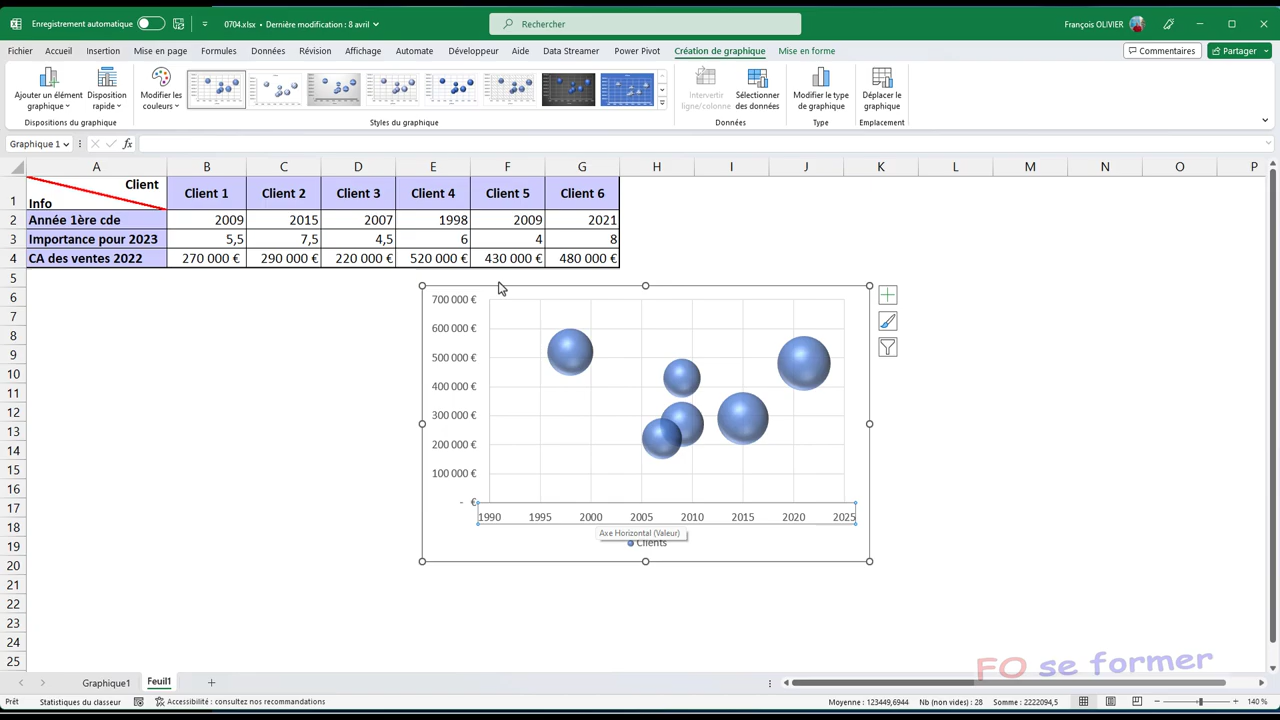 Enregistrement automatique
0704.xlsx • Dernière modification : 8 avril
Rechercher
François OLIVIER
Fichier Accueil Insertion Mise en page Formules Données Révision Affichage Automate Développeur Aide Data Streamer Power Pivot Création de graphique Mise en forme
Commentaires
Partager
Ajouter un élément graphique
Disposition rapide
Modifier les couleurs
Intervertir ligne/colonne
Sélectionner des données
Modifier le type de graphique
Déplacer le graphique
Dispositions du graphique
Styles du graphique
Données
Type
Emplacement
Graphique 1
fx
A B C D E F G H I J K L M N O P
1 Client Info Client 1 Client 2 Client 3 Client 4 Client 5 Client 6
2 Année 1ère cde 2009 2015 2007 1998 2009 2021
3 Importance pour 2023 5,5 7,5 4,5 6 4 8
4 CA des ventes 2022 270 000 € 290 000 € 220 000 € 520 000 € 430 000 € 480 000 €
5
6
7
8
9
10
11
12
13
14
15
16
17
18
19
20
21
22
23
24
25
700 000 €
600 000 €
500 000 €
400 000 €
300 000 €
200 000 €
100 000 €
- €
1990 1995 2000 2005 2010 2015 2020 2025
Axe Horizontal (Valeur)
Clients
FO se former
Graphique1 Feuil1
Prêt Statistiques du classeur Accessibilité : consultez nos recommandations Moyenne : 123449,6944 Nb (non vides) : 28 Somme : 2222094,5 140 %